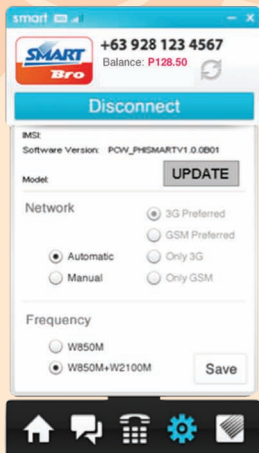 smart
SMART
Bro
+63 928 123 4567
Balance: P128.50
Disconnect
IMSI:
Software Version: PCW_PHISMARTV1.0.0B01
Model:
UPDATE
Network
Automatic
Manual
3G Preferred
GSM Preferred
Only 3G
Only GSM
Frequency
W850M
W850M+W2100M
Save